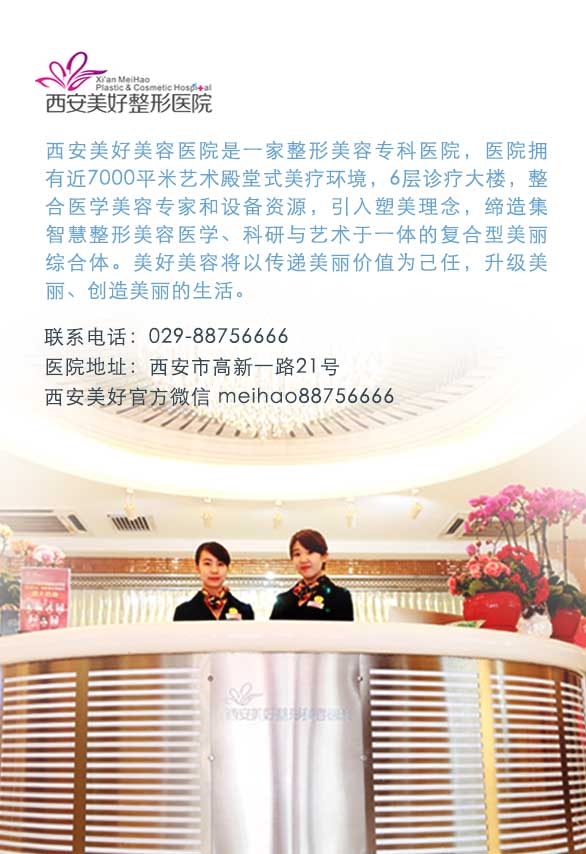 Xi'an MeiHao
Plastic & Cosmetic Hospital
西安美好整形医院
西安美好美容医院是一家整形美容专科医院，医院拥
有近7000平米艺术殿堂式美疗环境，6层诊疗大楼，整
合医学美容专家和设备资源，引入塑美理念，缔造集
智慧整形美容医学、科研与艺术于一体的复合型美丽
综合体。美好美容将以传递美丽价值为己任，升级美
丽、创造美丽的生活。
联系电话：029-88756666
医院地址：西安市高新一路21号
西安美好官方微信 meihao88756666
西安美好整形